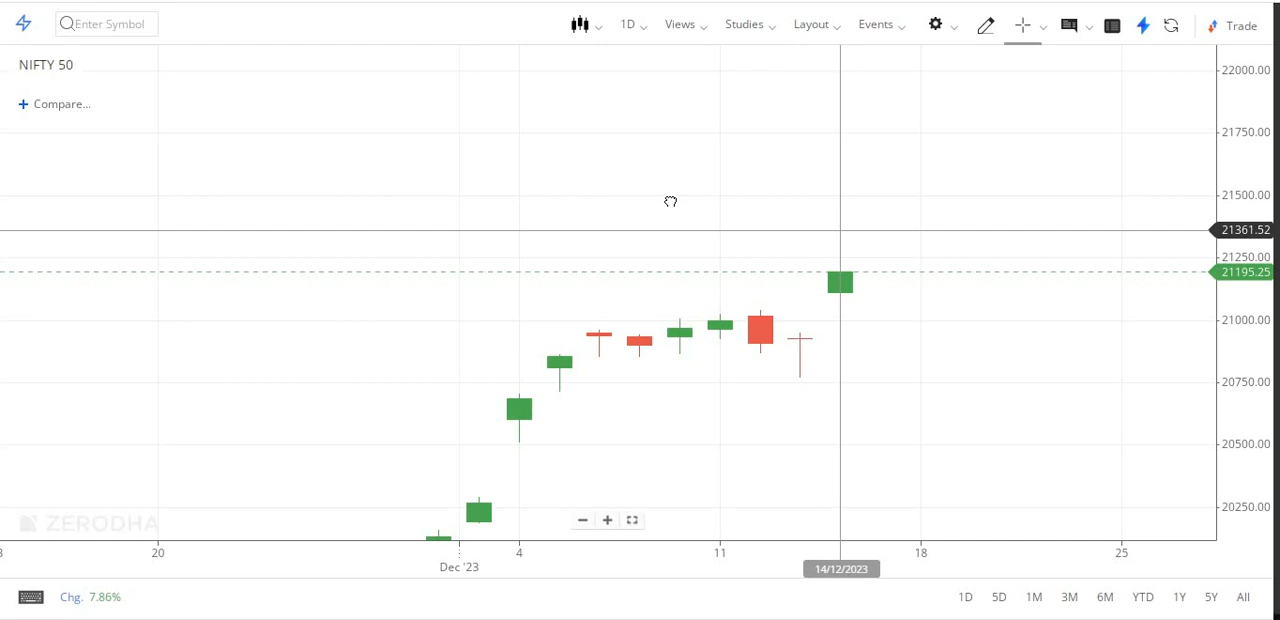 Enter Symbol 1D Views Studies Layout Events Trade
NIFTY 50
Compare...
22000.00
21750.00
21500.00
21361.52
21250.00
21195.25
21000.00
20750.00
20500.00
20250.00
ZERODHA
20 4 11 18 25
Dec '23
14/12/2023
Chg. 7.86% 1D 5D 1M 3M 6M YTD 1Y 5Y All